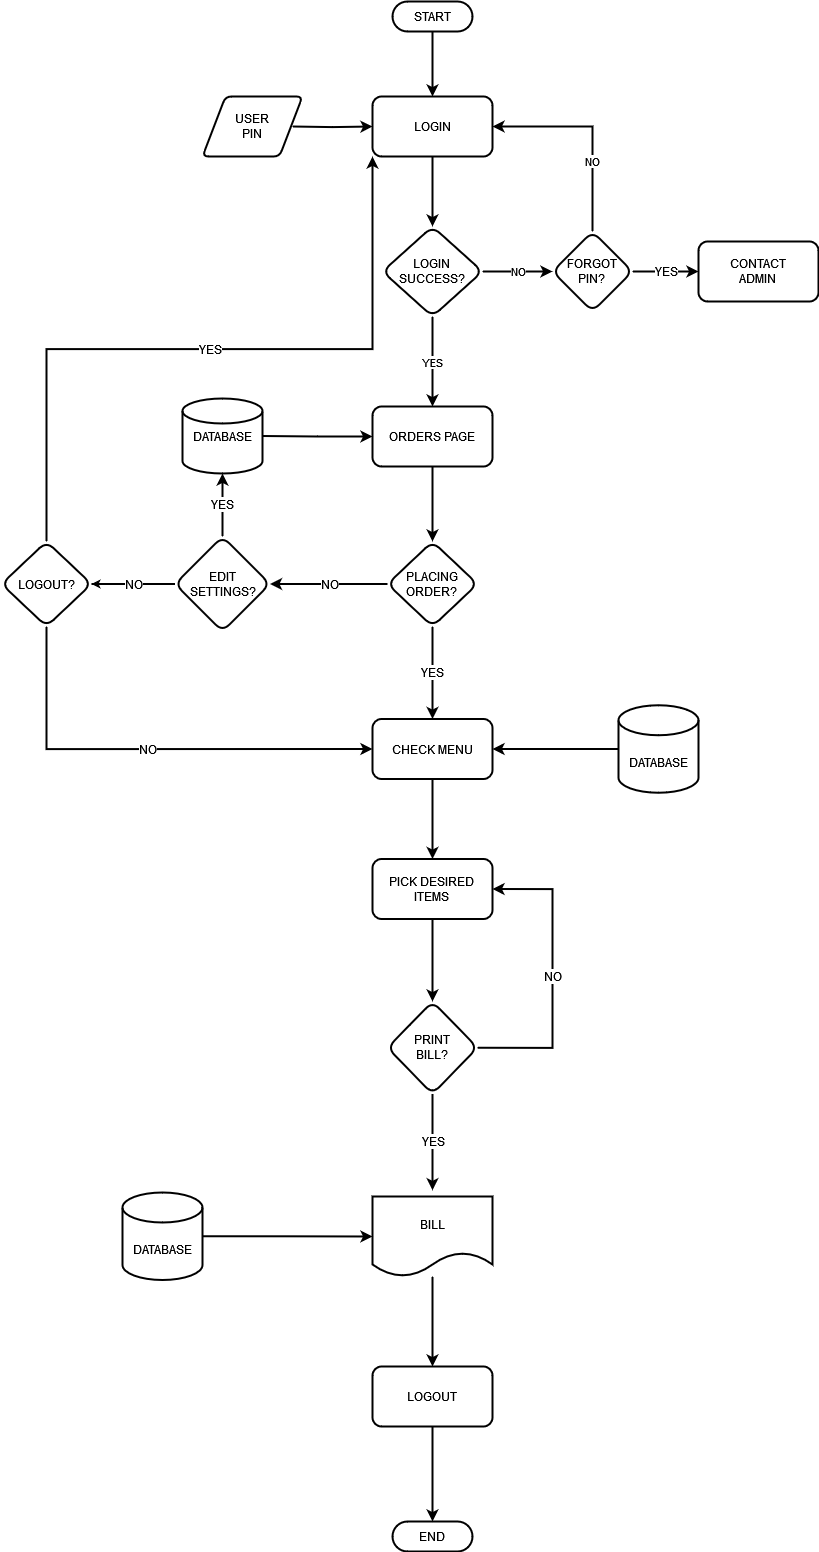 START
USER
PIN
LOGIN
NO
LOGIN
SUCCESS?
NO
FORGOT
PIN?
YES
CONTACT
ADMIN
YES
YES
DATABASE
ORDERS PAGE
YES
LOGOUT?
NO
EDIT
SETTINGS?
NO
PLACING
ORDER?
YES
NO
CHECK MENU
DATABASE
PICK DESIRED
ITEMS
NO
PRINT
BILL?
YES
BILL
DATABASE
LOGOUT
END